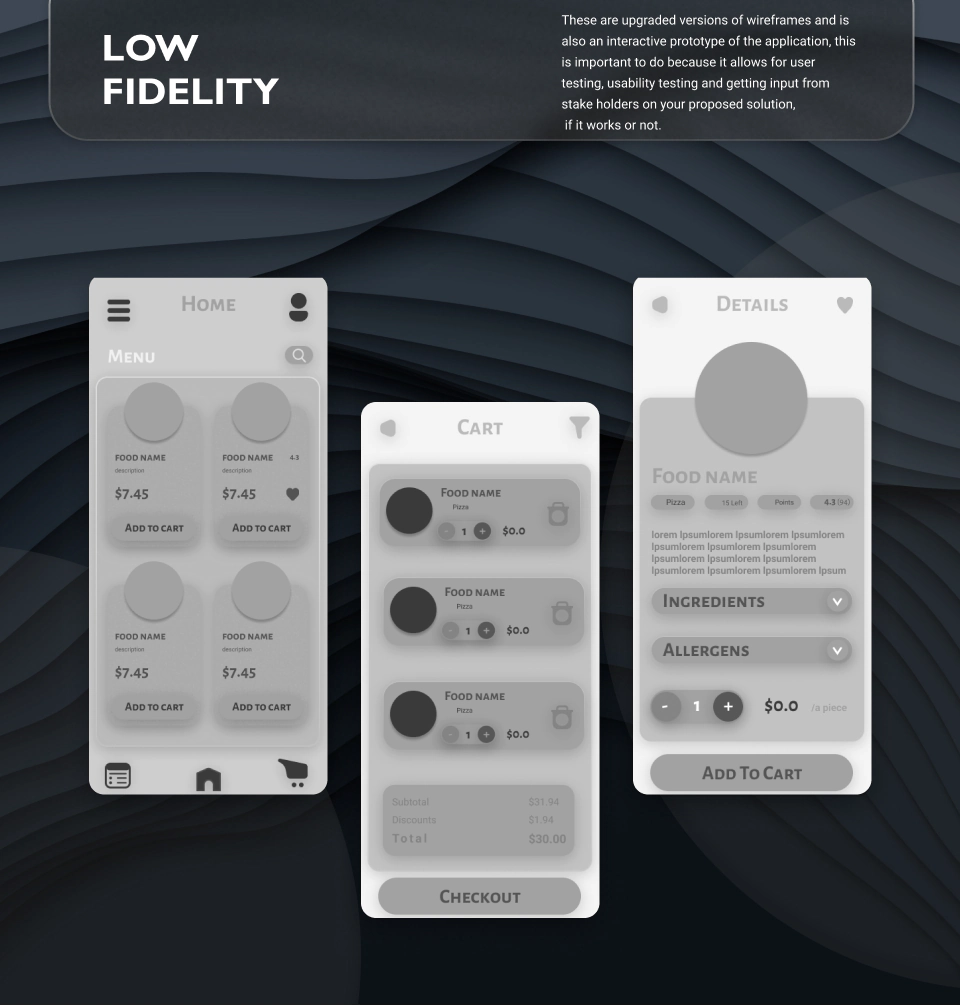 LOW
FIDELITY
These are upgraded versions of wireframes and is
also an interactive prototype of the application, this
is important to do because it allows for user
testing, usability testing and getting input from
stake holders on your proposed solution,
if it works or not.
Home
Menu
FOOD NAME
description
$7.45
Add to cart
FOOD NAME 4.3
description
$7.45
Add to cart
FOOD NAME
description
$7.45
Add to cart
FOOD NAME
description
$7.45
Add to cart
Cart
Food name
Pizza
- 1 + $0.0
Food name
Pizza
- 1 + $0.0
Food name
Pizza
- 1 + $0.0
Subtotal $31.94
Discounts $1.94
Total $30.00
Checkout
Details
Food name
Pizza 15 Left Points 4.3 (94)
lorem Ipsumlorem Ipsumlorem
Ipsumlorem Ipsumlorem Ipsumlorem
Ipsumlorem Ipsumlorem Ipsumlorem
Ipsumlorem Ipsumlorem Ipsumlorem Ipsum
Ingredients
Allergens
- 1 + $0.0 /a piece
Add To Cart